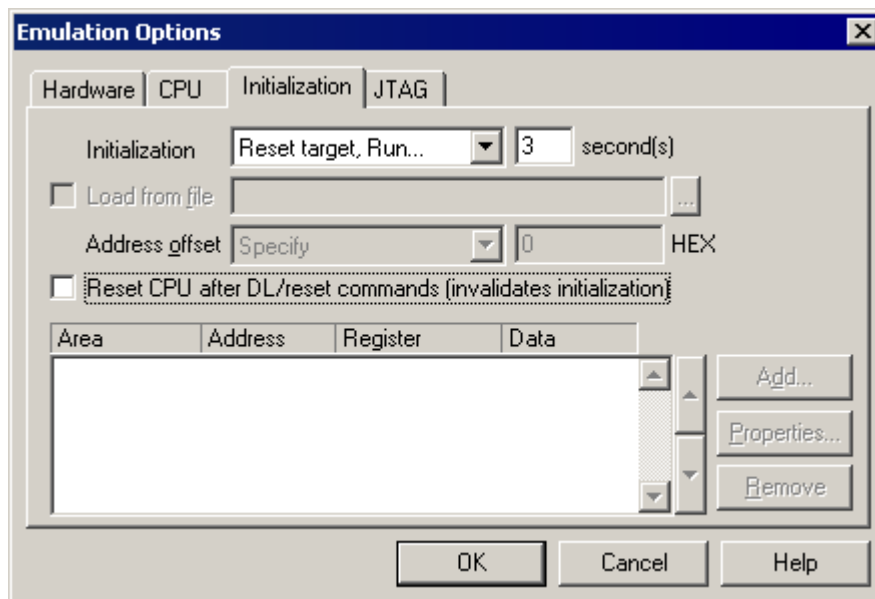 Emulation Options
Hardware CPU Initialization JTAG
Initialization Reset target, Run... 3 second(s)
Load from file ...
Address offset Specify 0 HEX
Reset CPU after DL/reset commands (invalidates initialization)
Area Address Register Data
Add...
Properties...
Remove
OK Cancel Help